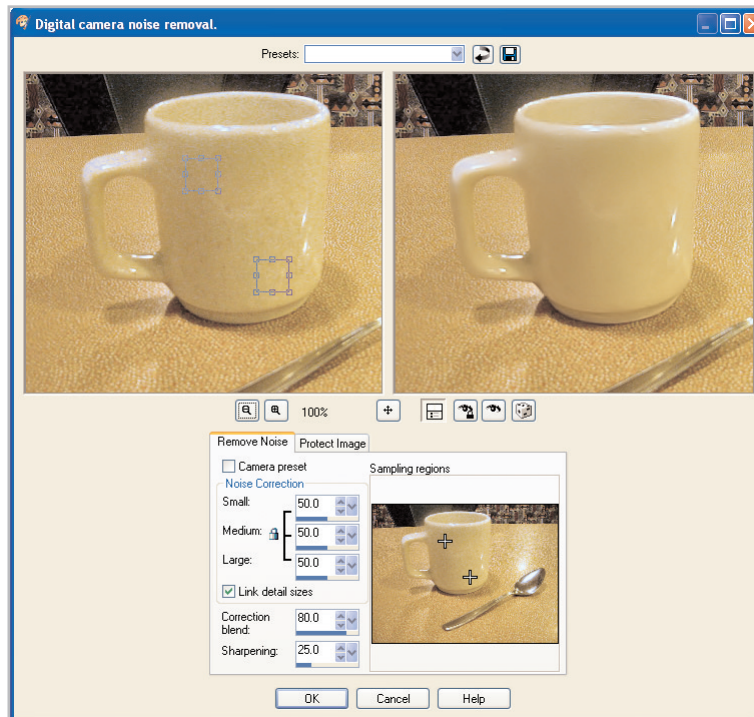 Digital camera noise removal.
Presets:
100%
Remove Noise Protect Image
Camera preset
Sampling regions
Noise Correction
Small: 50.0
Medium: 50.0
Large: 50.0
Link detail sizes
Correction blend: 80.0
Sharpening: 25.0
OK Cancel Help